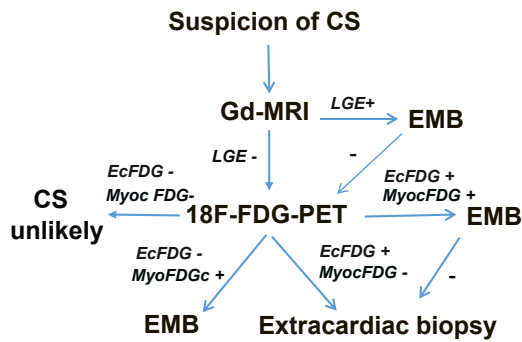 Suspicion of CS
Gd-MRI
LGE+
EMB
LGE -
-
EcFDG -
Myoc FDG-
EcFDG +
MyocFDG +
CS
unlikely
18F-FDG-PET
EMB
EcFDG -
MyoFDGc +
EcFDG +
MyocFDG -
-
EMB
Extracardiac biopsy